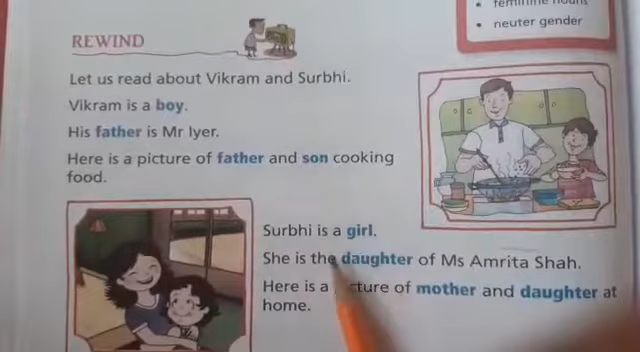 feminine nouns
neuter gender
REWIND
Let us read about Vikram and Surbhi.
Vikram is a boy.
His father is Mr Iyer.
Here is a picture of father and son cooking
food.
Surbhi is a girl.
She is the daughter of Ms Amrita Shah.
Here is a picture of mother and daughter at
home.